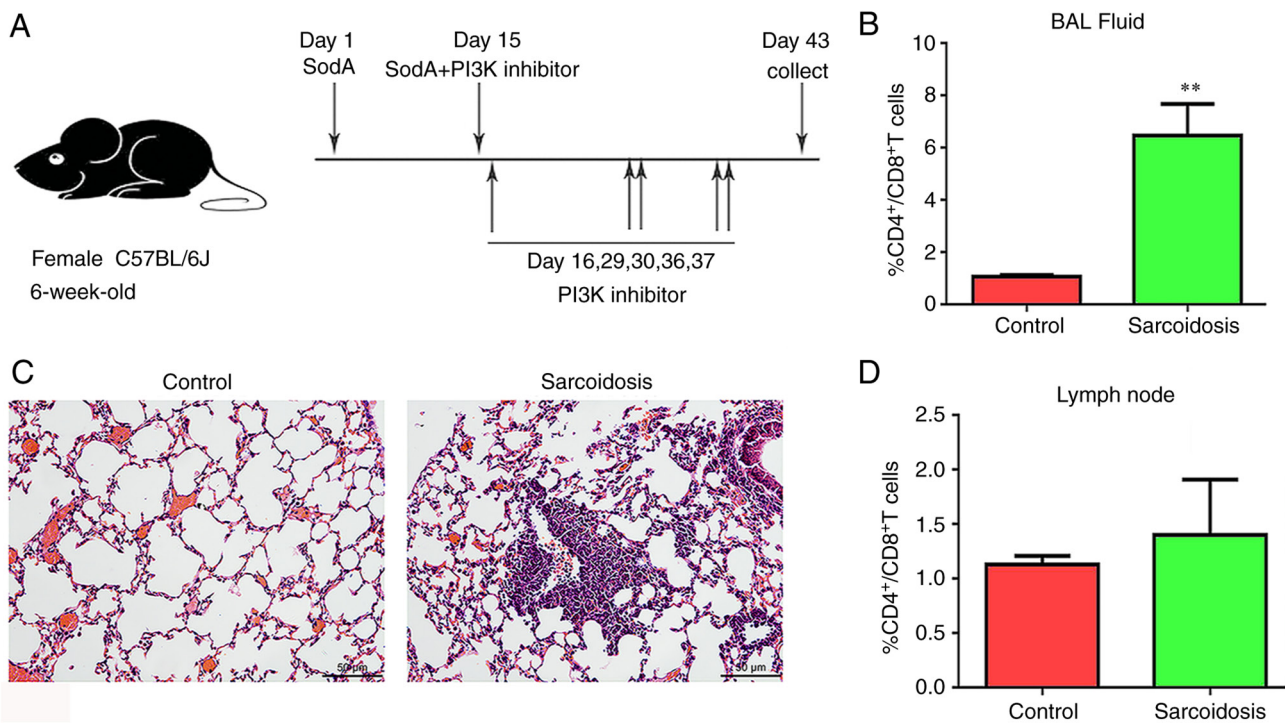 A
Day 1
SodA
Day 15
SodA+PI3K inhibitor
Day 43
collect
Day 16,29,30,36,37
PI3K inhibitor
Female C57BL/6J
6-week-old
B
BAL Fluid
%CD4⁺/CD8⁺T cells
10
8
6
4
2
0
**
Control
Sarcoidosis
C
Control
Sarcoidosis
50 µm
50 µm
D
Lymph node
%CD4⁺/CD8⁺T cells
2.5
2.0
1.5
1.0
0.5
0.0
Control
Sarcoidosis